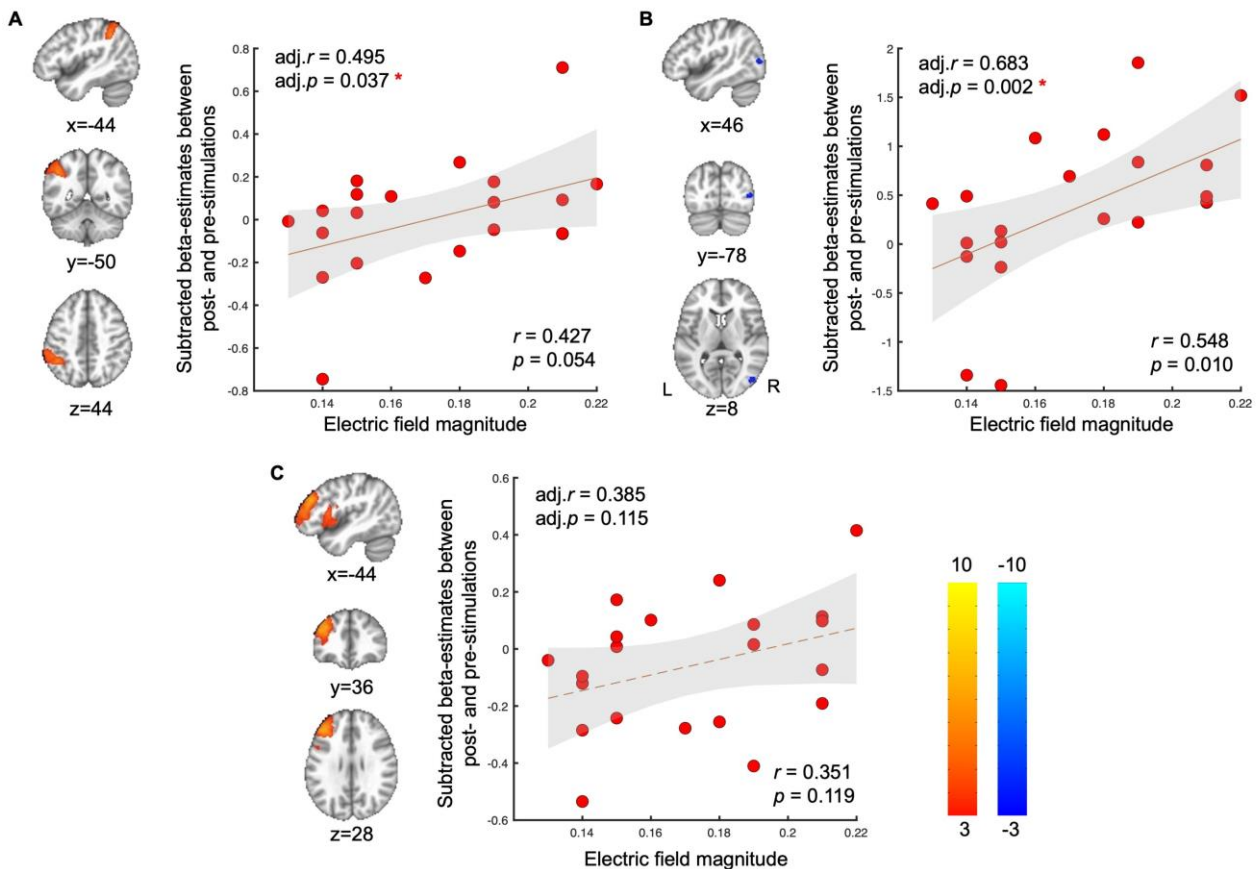 A
x=-44
y=-50
z=44
Subtracted beta-estimates between
post- and pre-stimulations
0.8
0.6
0.4
0.2
0
-0.2
-0.4
-0.6
-0.8
adj.r = 0.495
adj.p = 0.037 *
r = 0.427
p = 0.054
0.14
0.16
0.18
0.2
0.22
Electric field magnitude
B
x=46
y=-78
L
R
z=8
Subtracted beta-estimates between
post- and pre-stimulations
2
1.5
1
0.5
0
-0.5
-1
-1.5
adj.r = 0.683
adj.p = 0.002 *
r = 0.548
p = 0.010
0.14
0.16
0.18
0.2
0.22
Electric field magnitude
C
x=-44
y=36
z=28
Subtracted beta-estimates between
post- and pre-stimulations
0.6
0.4
0.2
0
-0.2
-0.4
-0.6
adj.r = 0.385
adj.p = 0.115
r = 0.351
p = 0.119
0.14
0.16
0.18
0.2
0.22
Electric field magnitude
10 -10
3 -3